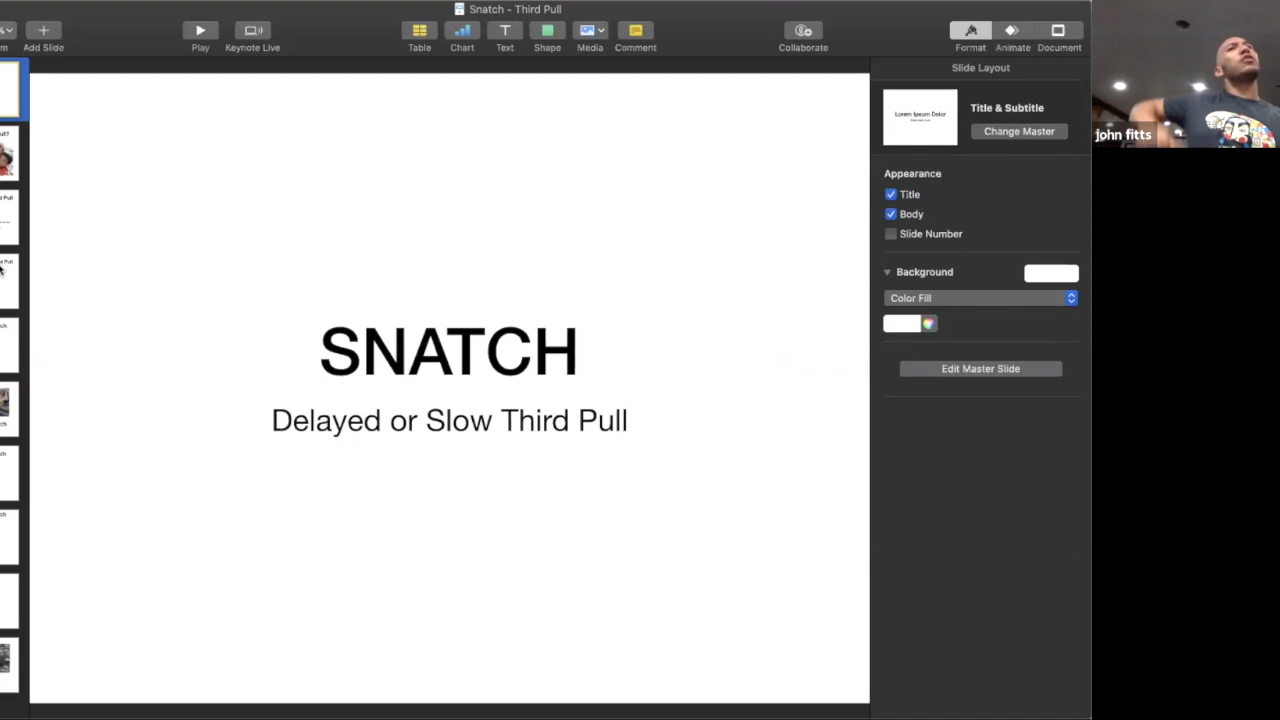 Snatch - Third Pull
Add Slide
Play
Keynote Live
Table
Chart
Text
Shape
Media
Comment
Collaborate
Format
Animate
Document
Slide Layout
Lorem Ipsum Dolor
Title & Subtitle
Change Master
Appearance
Title
Body
Slide Number
Background
Color Fill
Edit Master Slide
SNATCH
Delayed or Slow Third Pull
john fitts